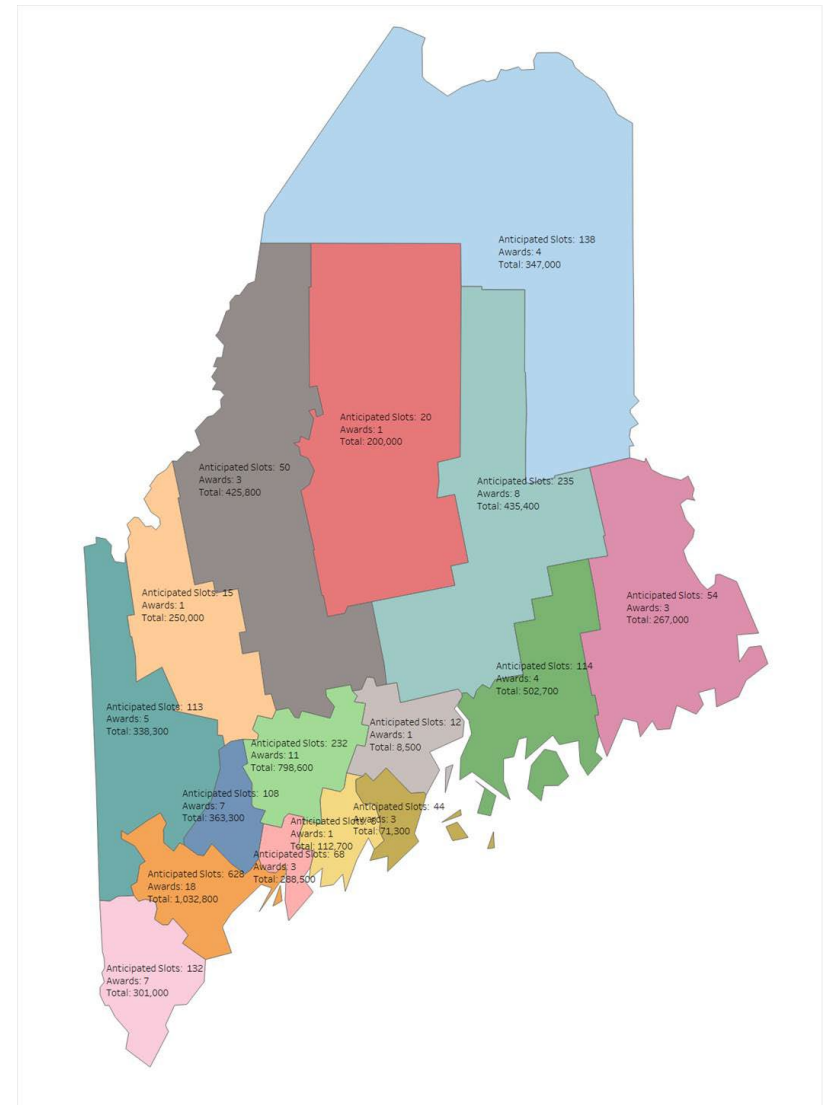 Anticipated Slots: 138
Awards: 4
Total: 347,000
Anticipated Slots: 20
Awards: 1
Total: 200,000
Anticipated Slots: 50
Awards: 3
Total: 425,800
Anticipated Slots: 235
Awards: 8
Total: 435,400
Anticipated Slots: 15
Awards: 1
Total: 250,000
Anticipated Slots: 54
Awards: 3
Total: 267,000
Anticipated Slots: 114
Awards: 4
Total: 502,700
Anticipated Slots: 113
Awards: 5
Total: 338,300
Anticipated Slots: 12
Awards: 1
Total: 8,500
Anticipated Slots: 232
Awards: 11
Total: 798,600
Anticipated Slots: 108
Awards: 7
Total: 363,300
Anticipated Slots: 44
Awards: 3
Total: 71,300
Anticipated Slots:
Awards: 1
Total: 112,700
Anticipated Slots: 68
Awards: 3
Total: 288,500
Anticipated Slots: 628
Awards: 18
Total: 1,032,800
Anticipated Slots: 132
Awards: 7
Total: 301,000